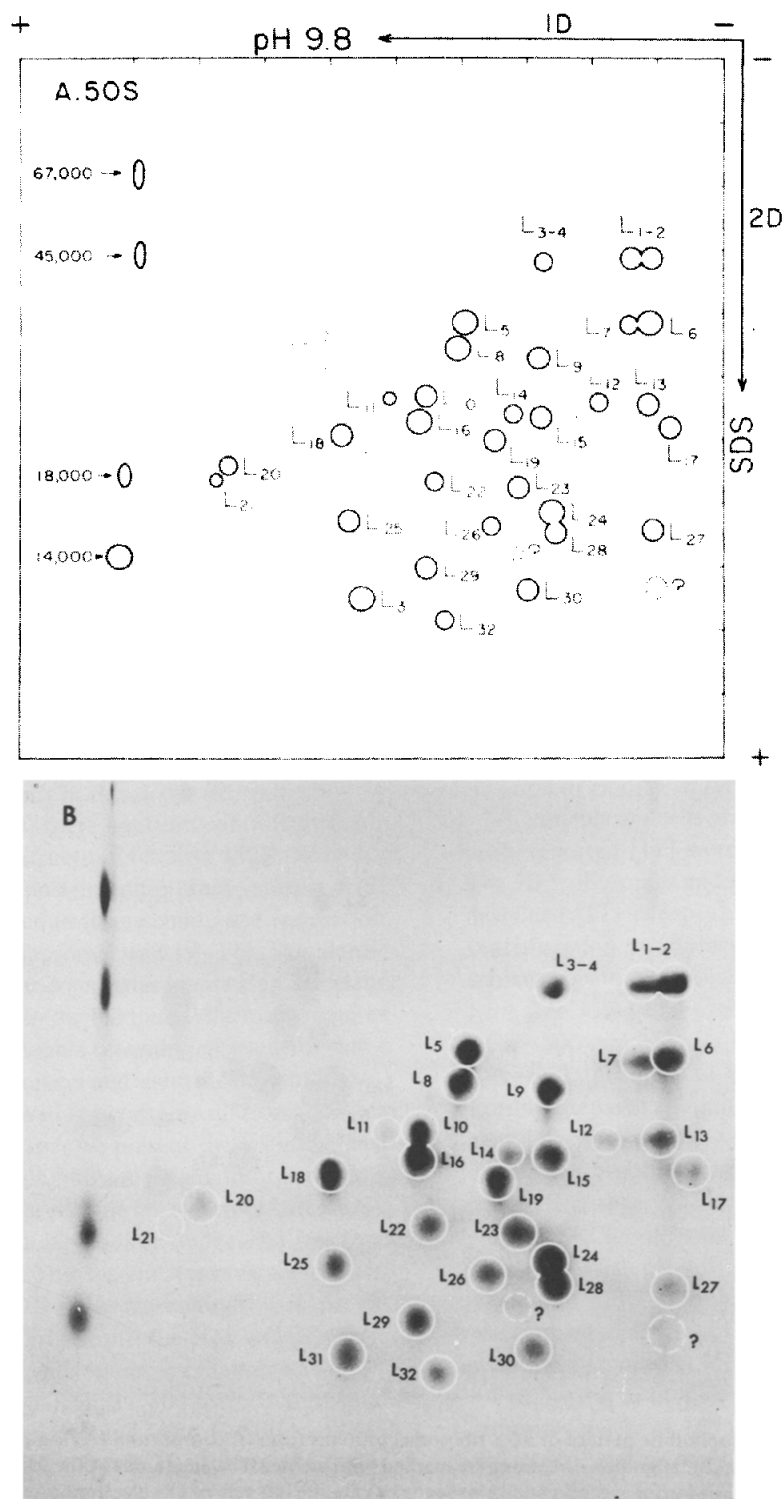 + pH 9.8 1D −
A.50S
67,000
2D
L3-4 L1-2
45,000
L5 L7 L6
L8 L9
L12 L13
L11 L14
L16 L15
L18 L19 L17
SDS
18,000 L20
L22 L23
L24
L25 L26 L27
? L28
14,000
L29 ?
L30
L32
+
B
L3-4 L1-2
L5 L6
L7
L8 L9
L11 L10 L12 L13
L14
L18 L16 L15
L17
L20 L19
L21 L22 L23
L24
L25 L26 L28 L27
L29 ? ?
L31 L32 L30